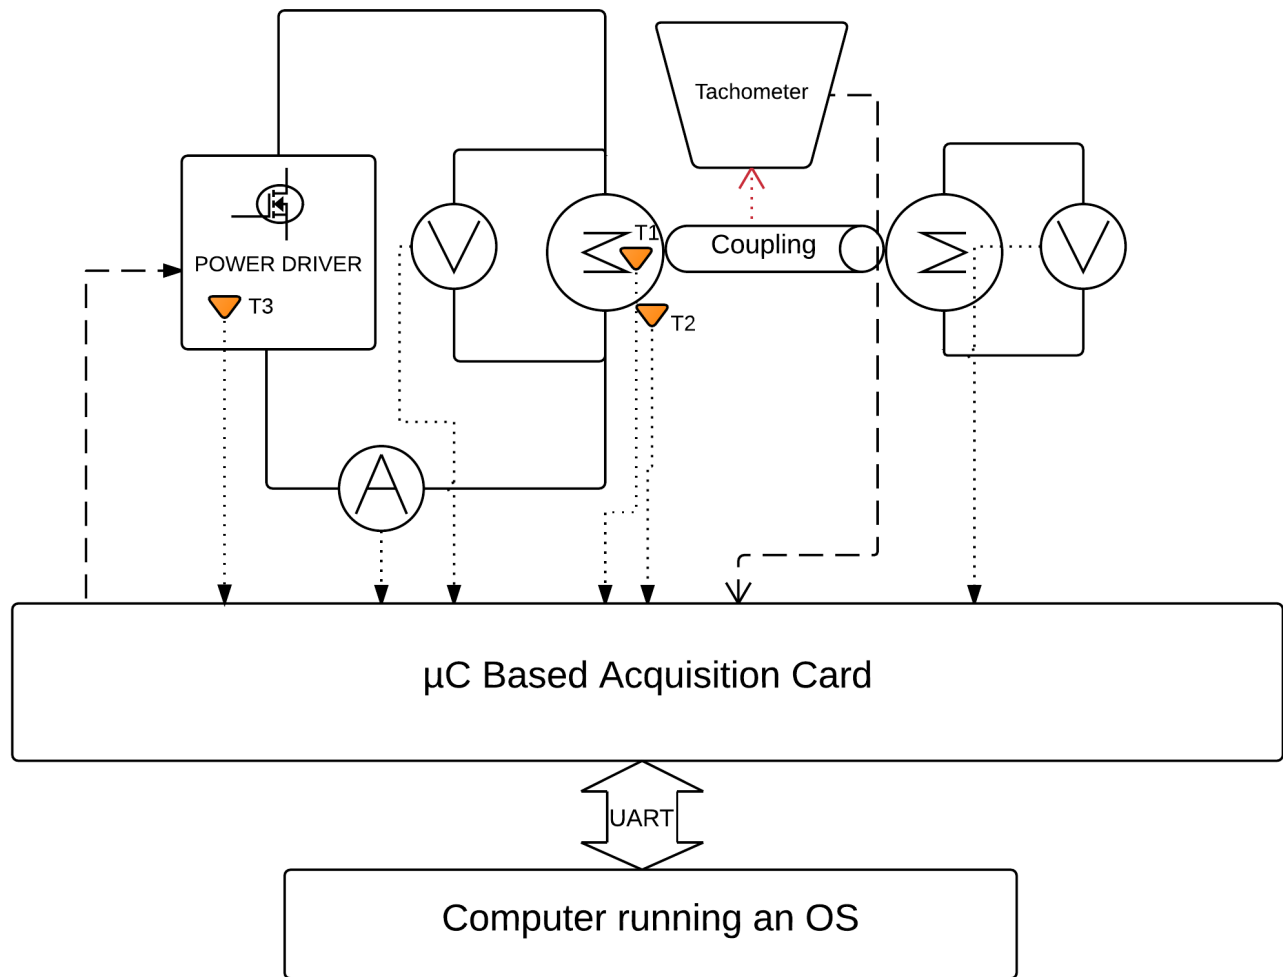 Tachometer
T1
Coupling
POWER DRIVER
T3
T2
V
V
A
µC Based Acquisition Card
UART
Computer running an OS